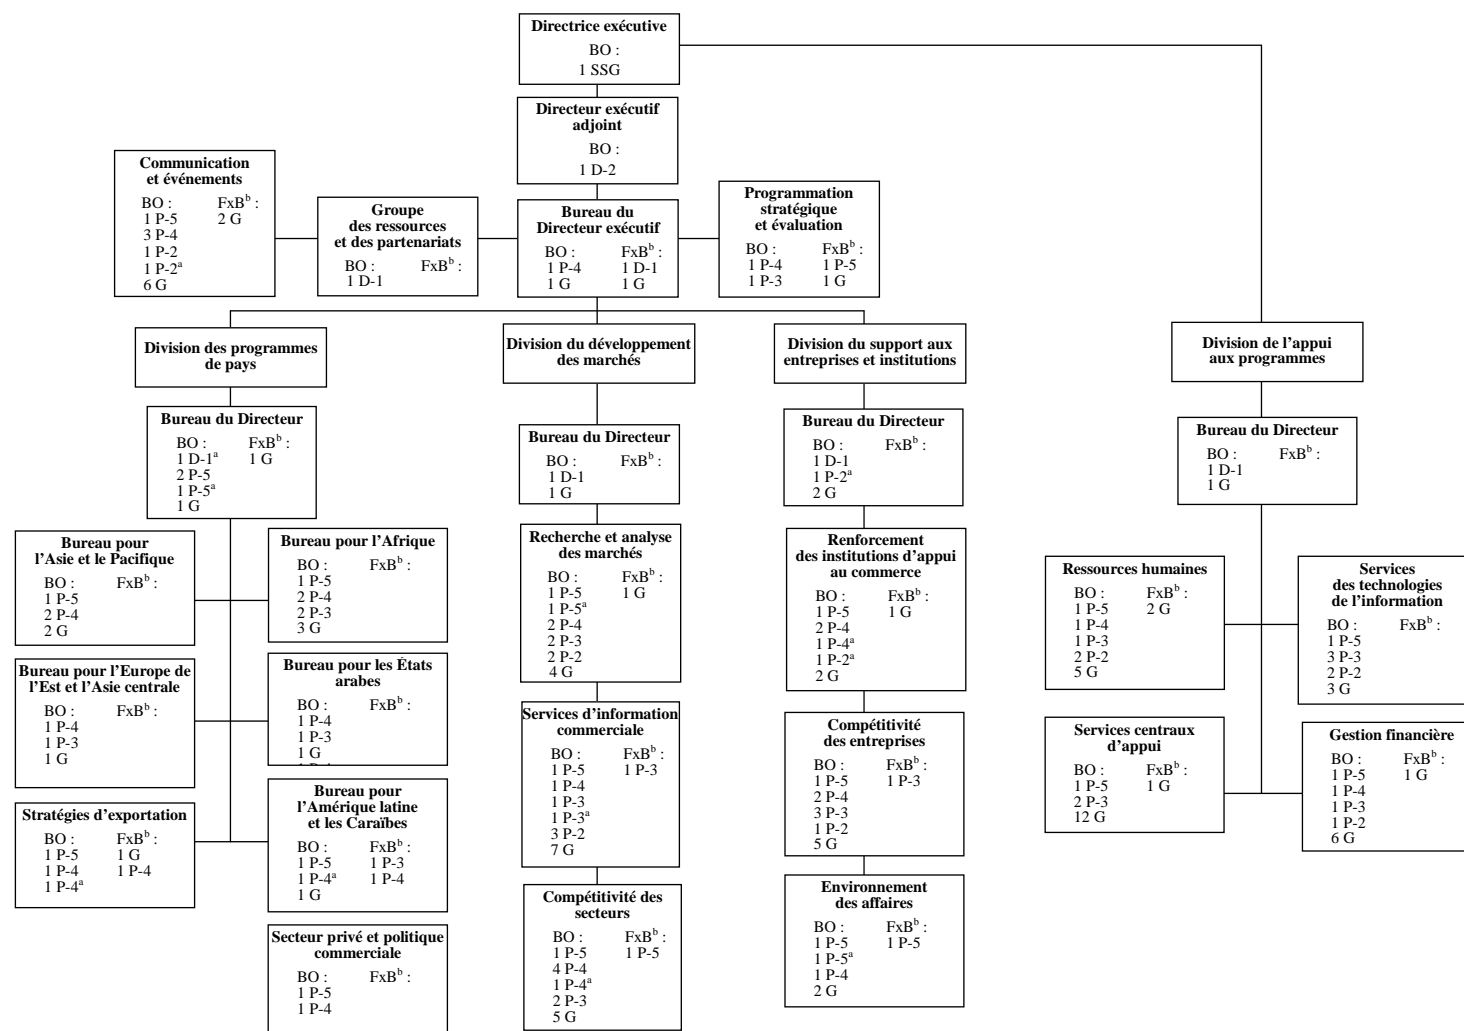 Directrice exécutive
BO :
1 SSG
Directeur exécutif
adjoint
BO :
1 D-2
Communication
et événements
BO : FxBᵇ :
1 P-5 2 G
3 P-4
1 P-2
1 P-2ᵃ
6 G
Groupe
des ressources
et des partenariats
BO : FxBᵇ :
1 D-1
Bureau du
Directeur exécutif
BO : FxBᵇ :
1 P-4 1 D-1
1 G 1 G
Programmation
stratégique
et évaluation
BO : FxBᵇ :
1 P-4 1 P-5
1 P-3 1 G
Division des programmes
de pays
Bureau du Directeur
BO : FxBᵇ :
1 D-1ᵃ 1 G
2 P-5
1 P-5ᵃ
1 G
Bureau pour
l’Asie et le Pacifique
BO : FxBᵇ :
1 P-5
2 P-4
2 G
Bureau pour l’Afrique
BO : FxBᵇ :
1 P-5
2 P-4
2 P-3
3 G
Bureau pour l’Europe de
l’Est et l’Asie centrale
BO : FxBᵇ :
1 P-4
1 P-3
1 G
Bureau pour les États
arabes
BO : FxBᵇ :
1 P-4
1 P-3
1 G
Stratégies d’exportation
BO : FxBᵇ :
1 P-5 1 G
1 P-4 1 P-4
1 P-4ᵃ
Bureau pour
l’Amérique latine
et les Caraïbes
BO : FxBᵇ :
1 P-5 1 P-3
1 P-4ᵃ 1 P-4
1 G
Secteur privé et politique
commerciale
BO : FxBᵇ :
1 P-5
1 P-4
Division du développement
des marchés
Bureau du Directeur
BO : FxBᵇ :
1 D-1
1 G
Recherche et analyse
des marchés
BO : FxBᵇ :
1 P-5 1 G
1 P-5ᵃ
2 P-4
2 P-3
2 P-2
4 G
Services d’information
commerciale
BO : FxBᵇ :
1 P-5 1 P-3
1 P-4
1 P-3
1 P-3ᵃ
3 P-2
7 G
Compétitivité des
secteurs
BO : FxBᵇ :
1 P-5 1 P-5
4 P-4
1 P-4ᵃ
2 P-3
5 G
Division du support aux
entreprises et institutions
Bureau du Directeur
BO : FxBᵇ :
1 D-1
1 P-2ᵃ
2 G
Renforcement
des institutions d’appui
au commerce
BO : FxBᵇ :
1 P-5 1 G
2 P-4
1 P-4ᵃ
1 P-2ᵃ
2 G
Compétitivité
des entreprises
BO : FxBᵇ :
1 P-5 1 P-3
2 P-4
3 P-3
1 P-2
5 G
Environnement
des affaires
BO : FxBᵇ :
1 P-5 1 P-5
1 P-5ᵃ
1 P-4
2 G
Division de l’appui
aux programmes
Bureau du Directeur
BO : FxBᵇ :
1 D-1
1 G
Ressources humaines
BO : FxBᵇ :
1 P-5 2 G
1 P-4
1 P-3
2 P-2
5 G
Services
des technologies
de l’information
BO : FxBᵇ :
1 P-5
3 P-3
2 P-2
3 G
Services centraux
d’appui
BO : FxBᵇ :
1 P-5 1 G
2 P-3
12 G
Gestion financière
BO : FxBᵇ :
1 P-5 1 G
1 P-4
1 P-3
1 P-2
6 G